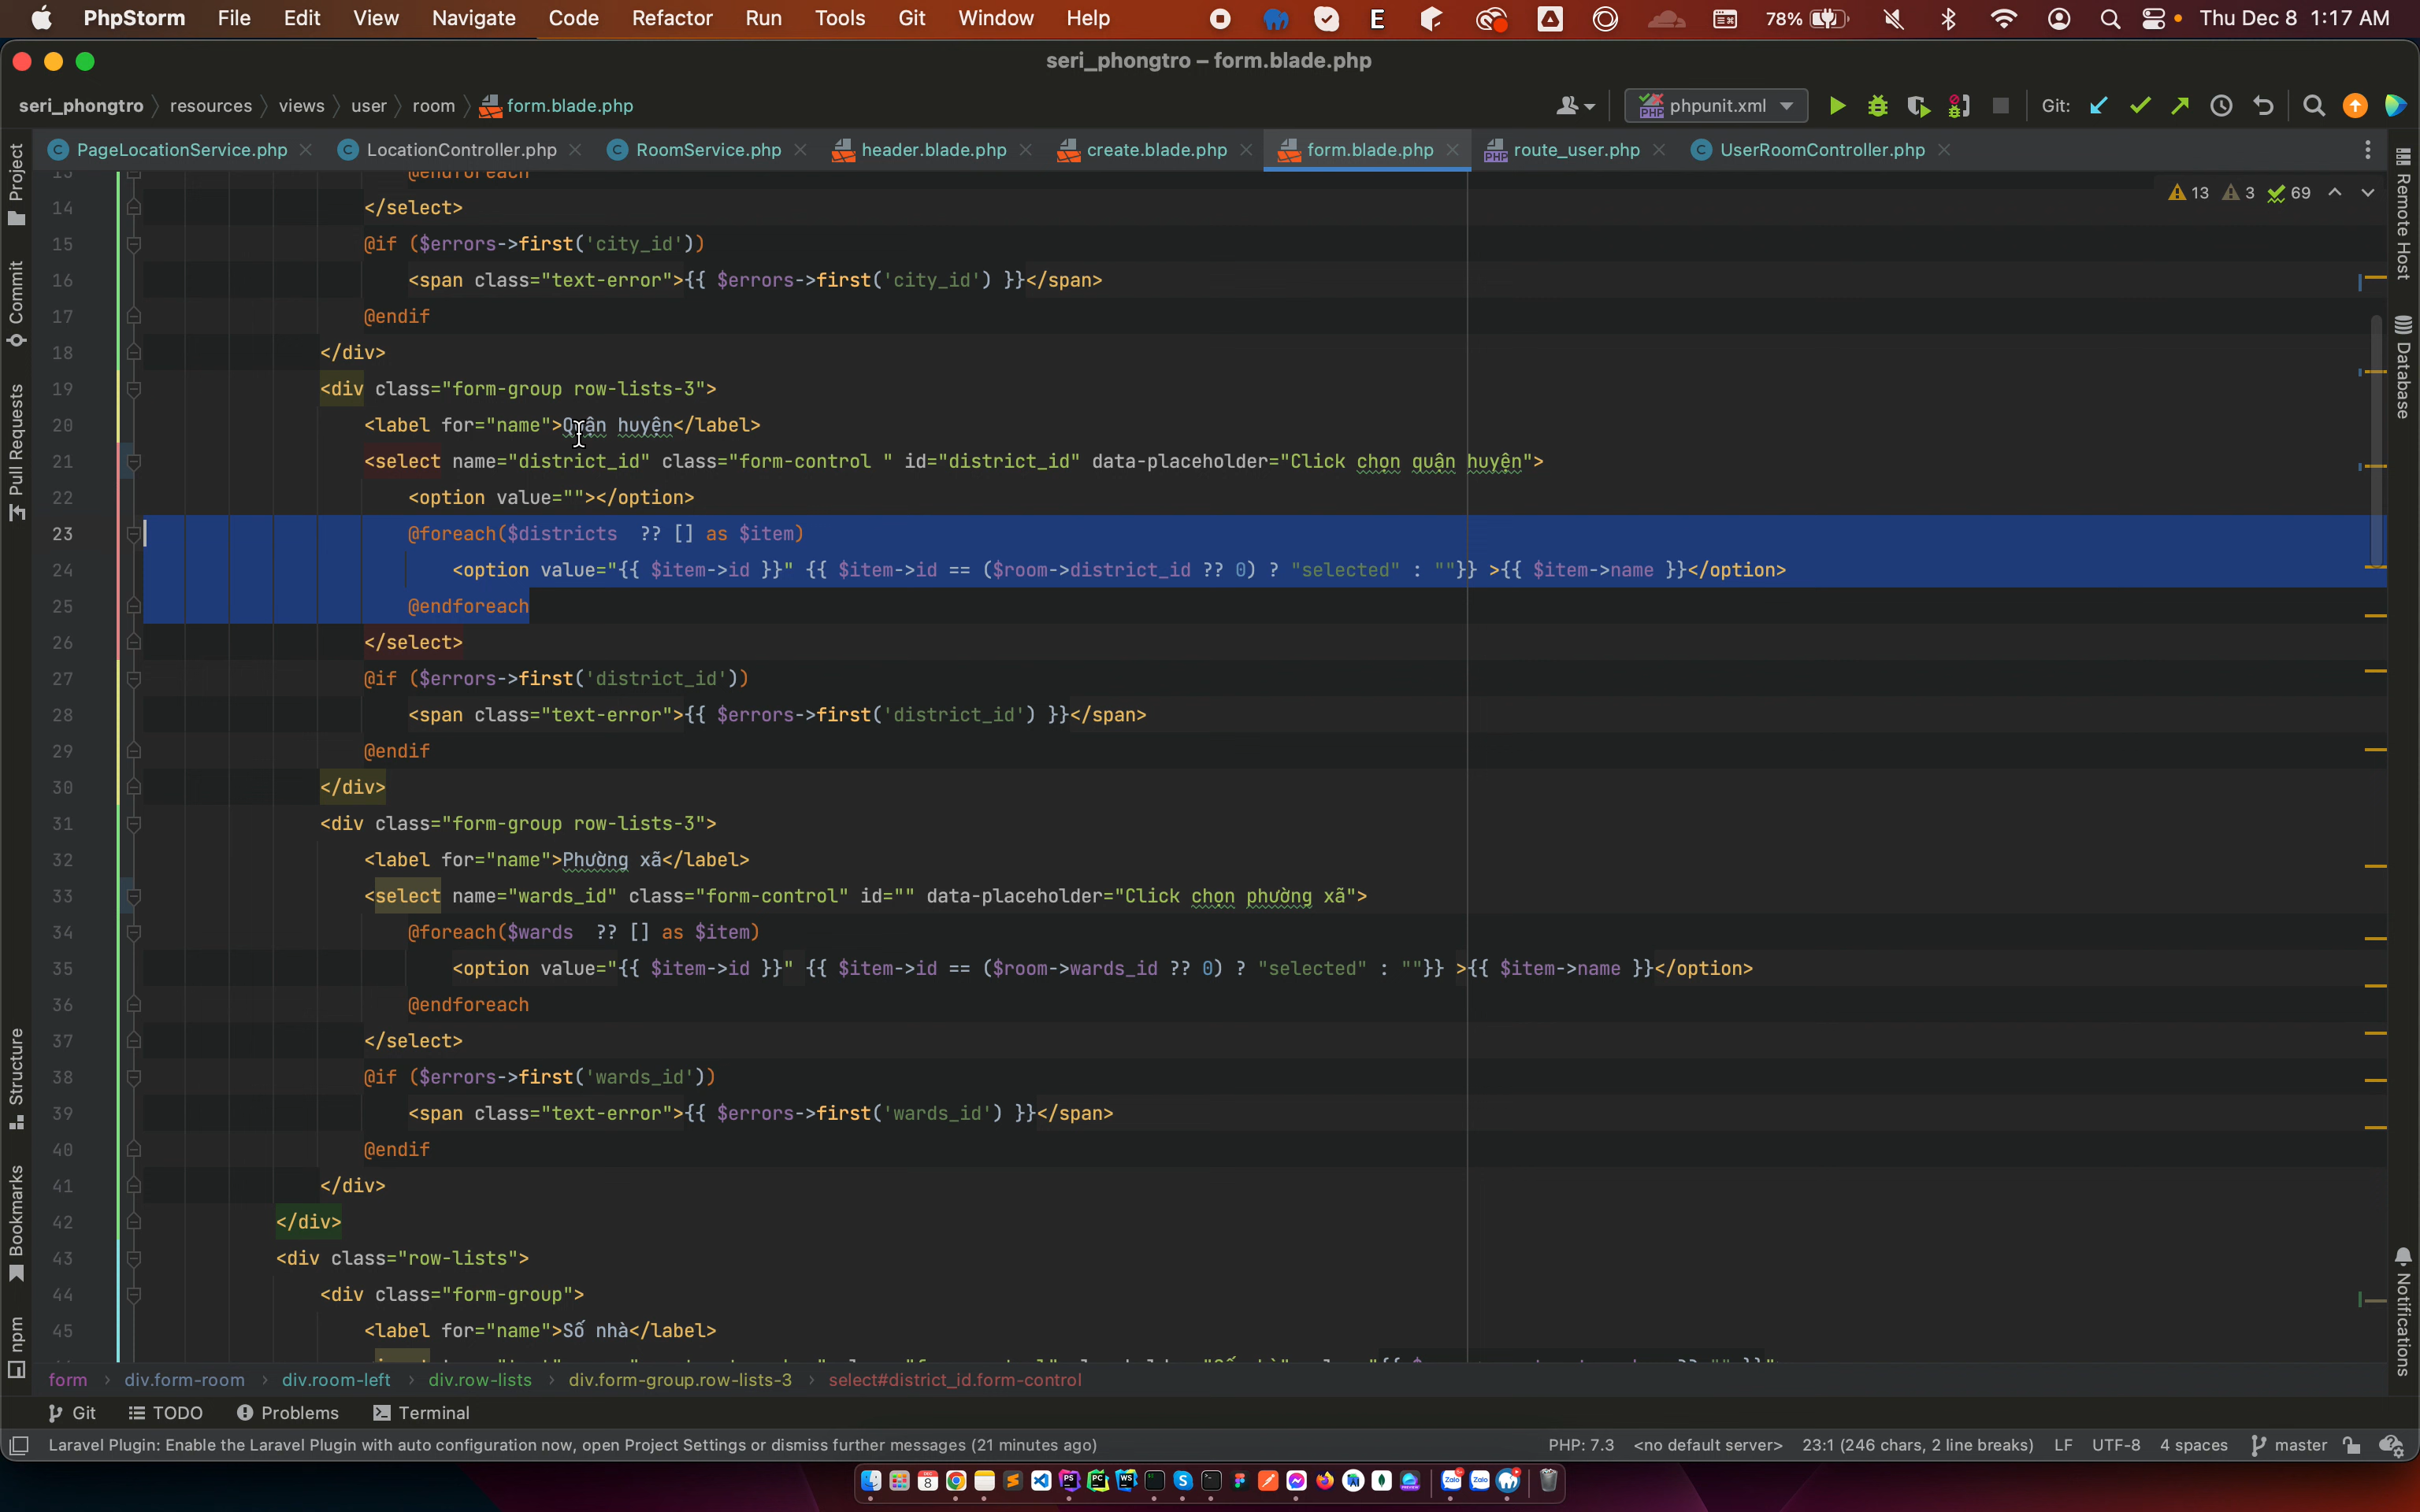 PhpStorm File Edit View Navigate Code Refactor Run Tools Git Window Help 78% Thu Dec 8 1:17 AM
seri_phongtro – form.blade.php
seri_phongtro resources views user room form.blade.php phpunit.xml Git:
PageLocationService.php LocationController.php RoomService.php header.blade.php create.blade.php form.blade.php route_user.php UserRoomController.php
13 @endforeach
13 3 69
14 </select>
15 @if ($errors->first('city_id'))
16 <span class="text-error">{{ $errors->first('city_id') }}</span>
17 @endif
18 </div>
19 <div class="form-group row-lists-3">
20 <label for="name">Quận huyện</label>
21 <select name="district_id" class="form-control " id="district_id" data-placeholder="Click chọn quận huyện">
22 <option value=""></option>
23 @foreach($districts  ?? [] as $item)
24 <option value="{{ $item->id }}" {{ $item->id == ($room->district_id ?? 0) ? "selected" : ""}} >{{ $item->name }}</option>
25 @endforeach
26 </select>
27 @if ($errors->first('district_id'))
28 <span class="text-error">{{ $errors->first('district_id') }}</span>
29 @endif
30 </div>
31 <div class="form-group row-lists-3">
32 <label for="name">Phường xã</label>
33 <select name="wards_id" class="form-control" id="" data-placeholder="Click chọn phường xã">
34 @foreach($wards  ?? [] as $item)
35 <option value="{{ $item->id }}" {{ $item->id == ($room->wards_id ?? 0) ? "selected" : ""}} >{{ $item->name }}</option>
36 @endforeach
37 </select>
38 @if ($errors->first('wards_id'))
39 <span class="text-error">{{ $errors->first('wards_id') }}</span>
40 @endif
41 </div>
42 </div>
43 <div class="row-lists">
44 <div class="form-group">
45 <label for="name">Số nhà</label>
Project
Commit
Pull Requests
Structure
Bookmarks
npm
Remote Host
Database
Notifications
form div.form-room div.room-left div.row-lists div.form-group.row-lists-3 select#district_id.form-control
Git TODO Problems Terminal
Laravel Plugin: Enable the Laravel Plugin with auto configuration now, open Project Settings or dismiss further messages (21 minutes ago) PHP: 7.3 <no default server> 23:1 (246 chars, 2 line breaks) LF UTF-8 4 spaces master